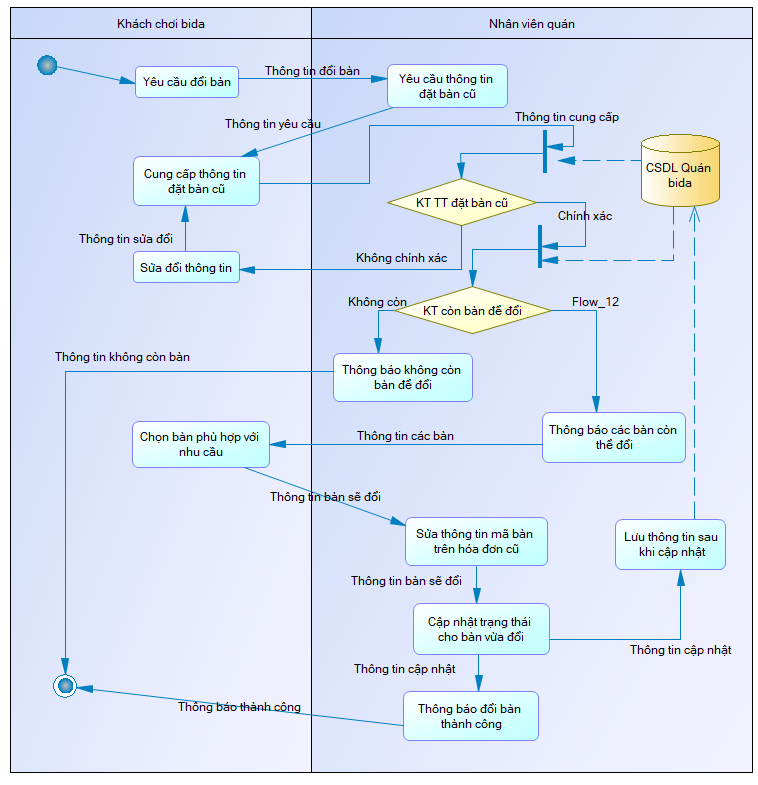 Khách chơi bida
Nhân viên quán
Yêu cầu đổi bàn
Thông tin đổi bàn
Yêu cầu thông tin
đặt bàn cũ
Thông tin yêu cầu
Thông tin cung cấp
Cung cấp thông tin
đặt bàn cũ
CSDL Quán
bida
KT TT đặt bàn cũ
Chính xác
Thông tin sửa đổi
Không chính xác
Sửa đổi thông tin
Không còn
Flow_12
KT còn bàn để đổi
Thông tin không còn bàn
Thông báo không còn
bàn để đổi
Chọn bàn phù hợp với
nhu cầu
Thông tin các bàn
Thông báo các bàn còn
thể đổi
Thông tin bàn sẽ đổi
Sửa thông tin mã bàn
trên hóa đơn cũ
Lưu thông tin sau
khi cập nhật
Thông tin bàn sẽ đổi
Cập nhật trạng thái
cho bàn vừa đổi
Thông tin cập nhật
Thông tin cập nhật
Thông báo thành công
Thông báo đổi bàn
thành công